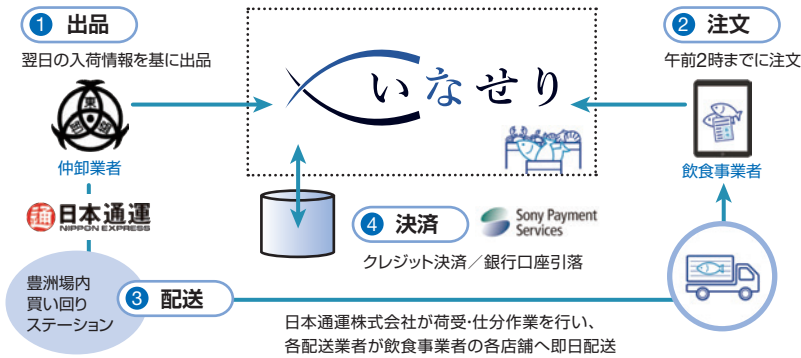 1 出品
翌日の入荷情報を基に出品
仲卸業者
いなせり
2 注文
午前2時までに注文
飲食事業者
通 日本通運
NIPPON EXPRESS
4 決済
Sony Payment
Services
クレジット決済／銀行口座引落
豊洲場内
買い回り
ステーション
3 配送
日本通運株式会社が荷受・仕分作業を行い、
各配送業者が飲食事業者の各店舗へ即日配送